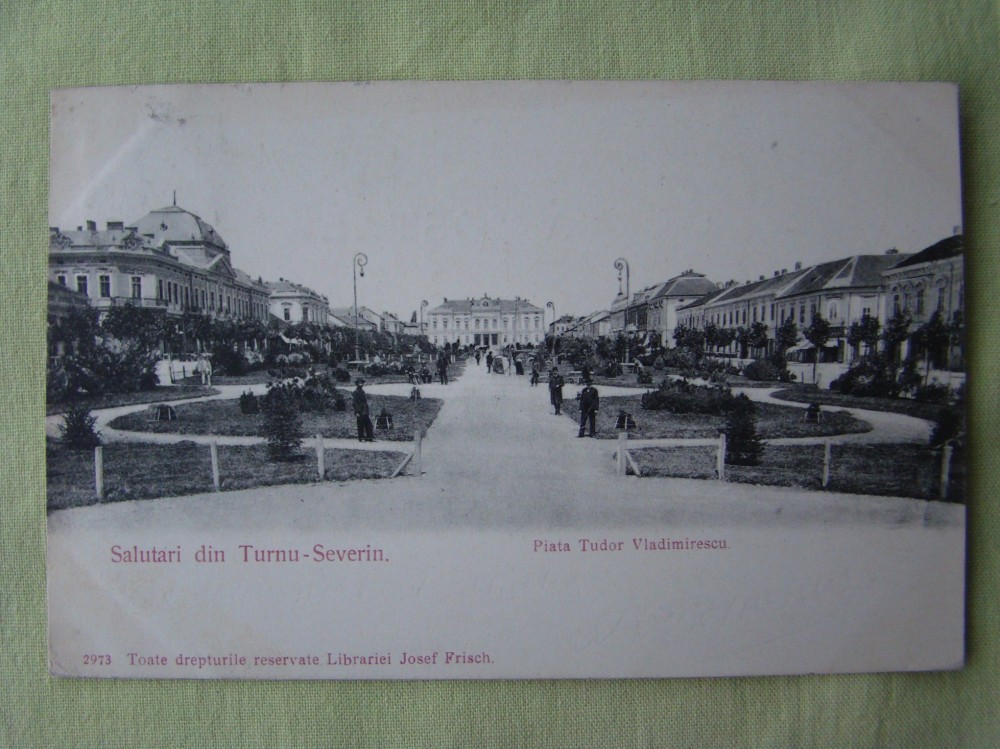 Salutari din Turnu-Severin.
Piata Tudor Vladimirescu.
2973 Toate drepturile reservate Librariei Josef Frisch.